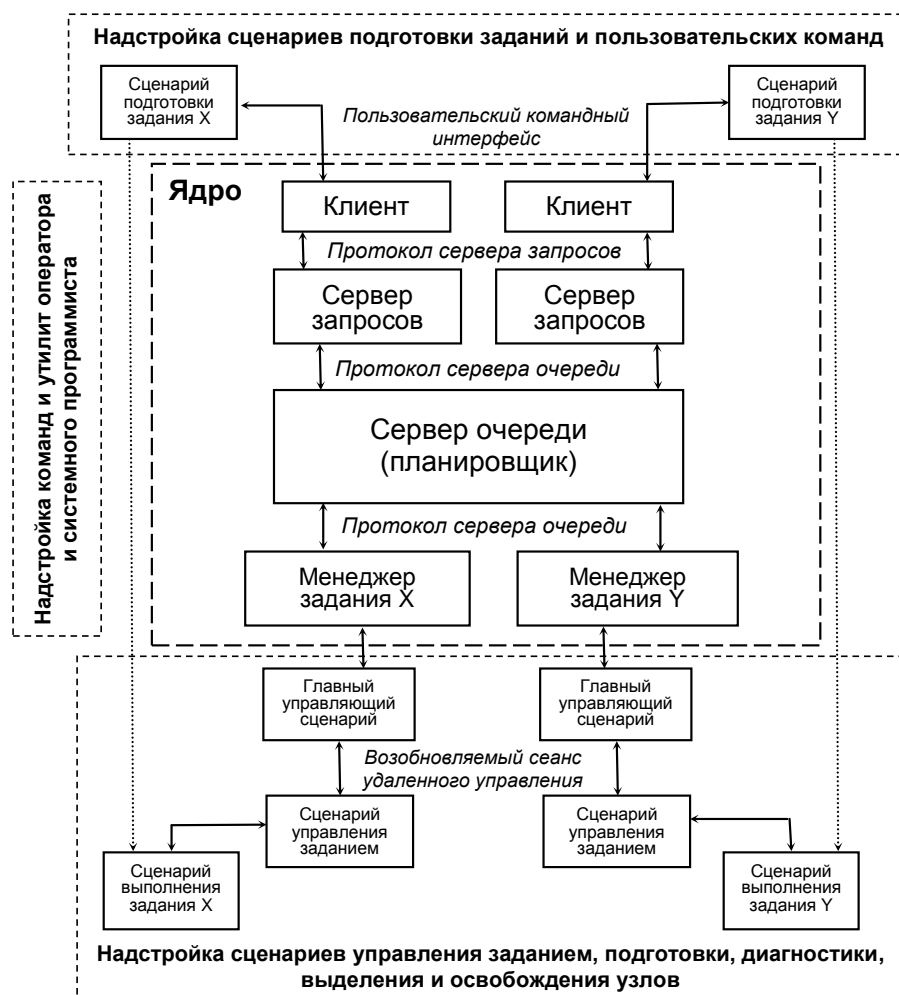 Надстройка сценариев подготовки заданий и пользовательских команд
Сценарий
подготовки
задания X
Пользовательский командный
интерфейс
Сценарий
подготовки
задания Y
Надстройка команд и утилит оператора
и системного программиста
Ядро
Клиент
Клиент
Протокол сервера запросов
Сервер
запросов
Сервер
запросов
Протокол сервера очереди
Сервер очереди
(планировщик)
Протокол сервера очереди
Менеджер
задания X
Менеджер
задания Y
Главный
управляющий
сценарий
Главный
управляющий
сценарий
Возобновляемый сеанс
удаленного управления
Сценарий
управления
заданием
Сценарий
управления
заданием
Сценарий
выполнения
задания X
Сценарий
выполнения
задания Y
Надстройка сценариев управления заданием, подготовки, диагностики,
выделения и освобождения узлов